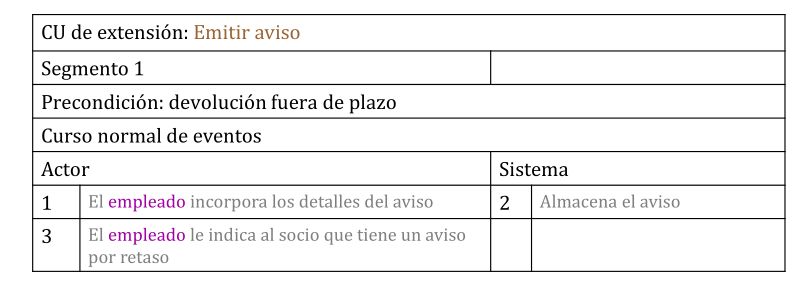 CU de extensión: Emitir aviso
Segmento 1
Precondición: devolución fuera de plazo
Curso normal de eventos
Actor Sistema
1 El empleado incorpora los detalles del aviso 2 Almacena el aviso
3 El empleado le indica al socio que tiene un aviso
por retaso